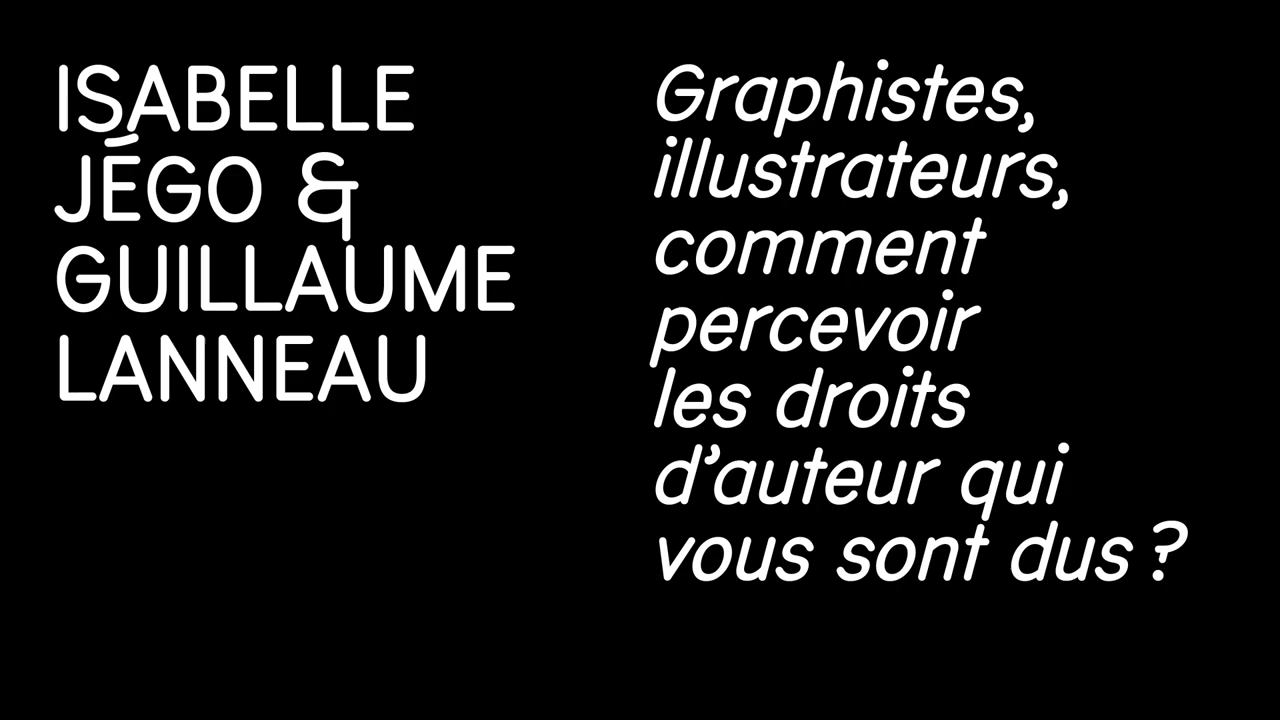 ISABELLE
JÉGO &
GUILLAUME
LANNEAU
Graphistes,
illustrateurs,
comment
percevoir
les droits
d’auteur qui
vous sont dus ?